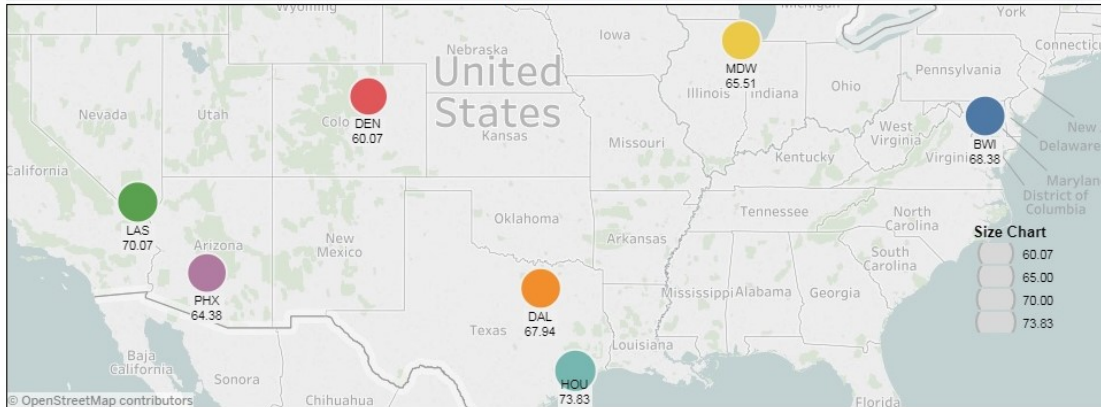 Wyoming
Michigan
York
Iowa
Connecticut
Nebraska
MDW
65.51
Pennsylvania
United
States
Nevada
Utah
Colo
DEN
60.07
Illinois
Indiana
Ohio
Kansas
Missouri
West
Virginia
New
Delaware
BWI
68.38
Virgini
Kentucky
California
Marylan
District of
Columbia
LAS
70.07
Oklahoma
Tennessee
North
Carolina
Arizona
New
Mexico
Arkansas
Size Chart
60.07
65.00
70.00
73.83
South
Carolina
PHX
64.38
DAL
67.94
Mississippi
Alabama
Georgia
Texas
Louisiana
Baja
California
Sonora
Chihuahua
HOU
73.83
Florida
© OpenStreetMap contributors